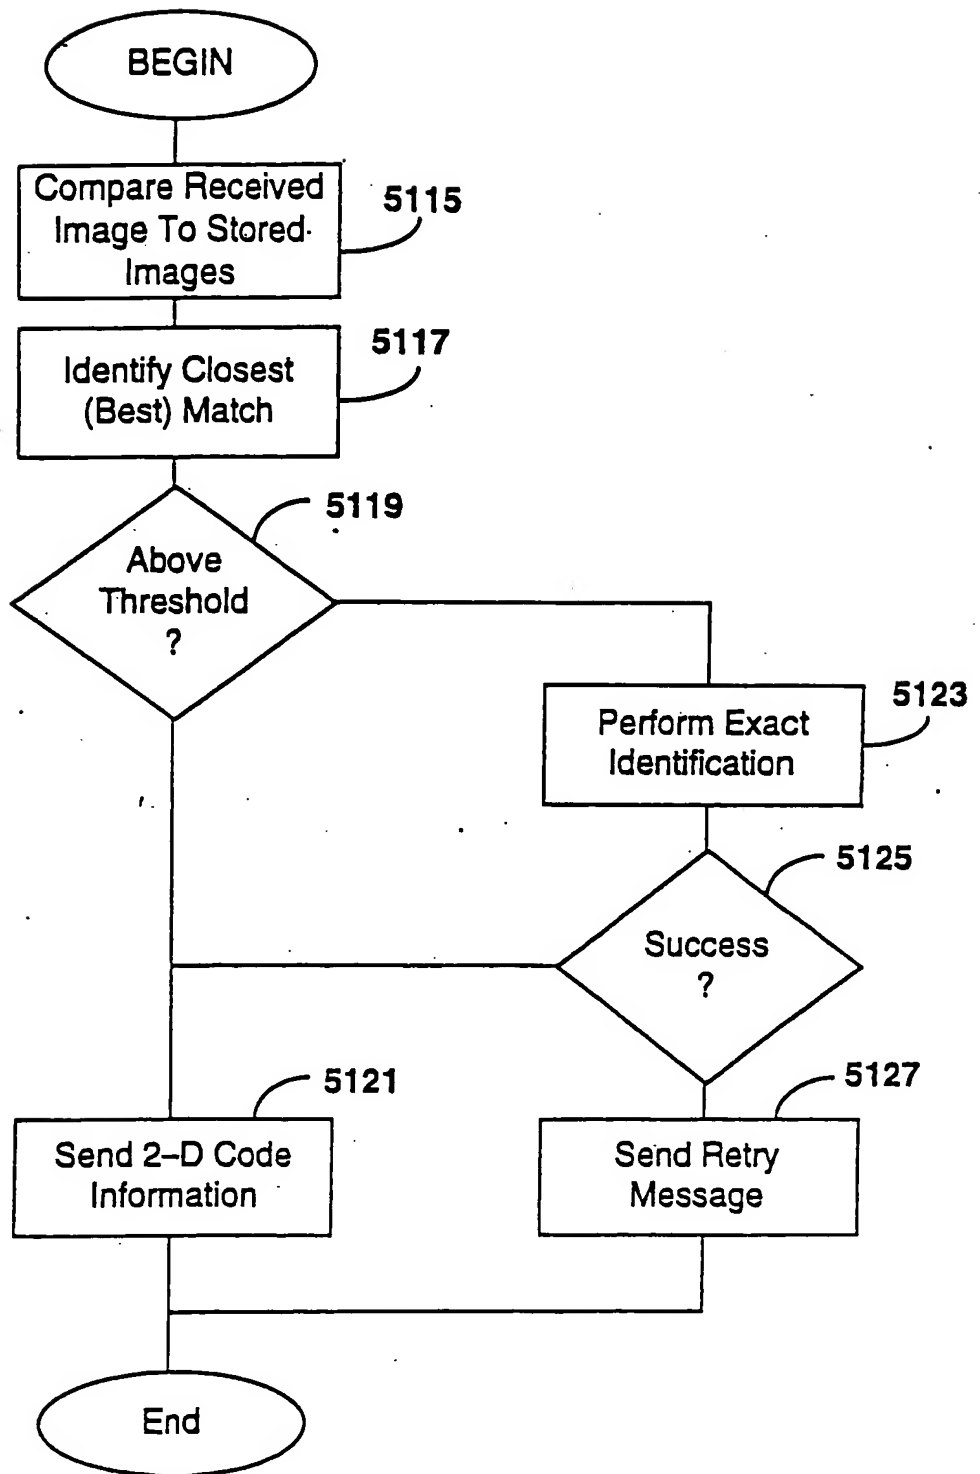 BEGIN
Compare Received
Image To Stored
Images
5115
Identify Closest
(Best) Match
5117
Above
Threshold
?
5119
Perform Exact
Identification
5123
Success
?
5125
Send 2-D Code
Information
5121
Send Retry
Message
5127
End